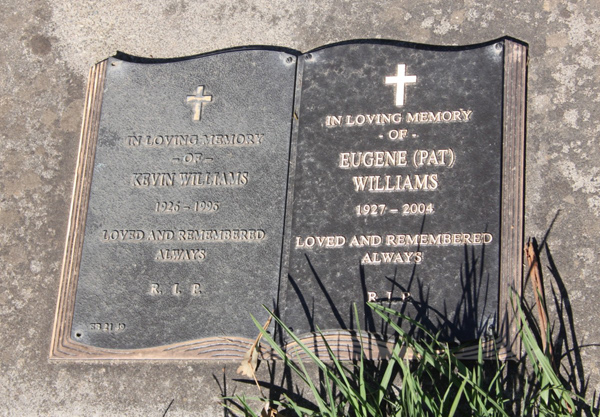 IN LOVING MEMORY
- OF -
KEVIN WILLIAMS
1926 - 1995
LOVED AND REMEMBERED
ALWAYS
R. I. P.
IN LOVING MEMORY
- OF -
EUGENE (PAT)
WILLIAMS
1927 - 2004
LOVED AND REMEMBERED
ALWAYS
R. I. P.